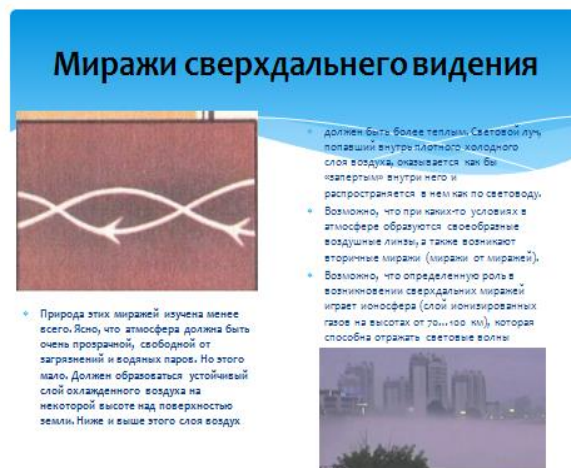 Миражи сверхдальнего видения
Природа этих миражей изучена менее
всего. Ясно, что атмосфера должна быть
очень прозрачной, свободной от
загрязнений и водяных паров. Но этого
мало. Должен образоваться устойчивый
слой охлажденного воздуха на
некоторой высоте над поверхностью
земли. Ниже и выше этого слоя воздух
должен быть более теплым. Световой луч,
попавший внутрь плотного холодного
слоя воздуха, оказывается как бы
«запертым» внутри него и
распространяется в нем как по световоду.
Возможно, что при каких-то условиях в
атмосфере образуются своеобразные
воздушные линзы, а также возникают
вторичные миражи (миражи от миражей).
Возможно, что определенную роль в
возникновении сверхдальних миражей
играет ионосфера (слой ионизированных
газов на высотах от 70...100 км), которая
способна отражать световые волны